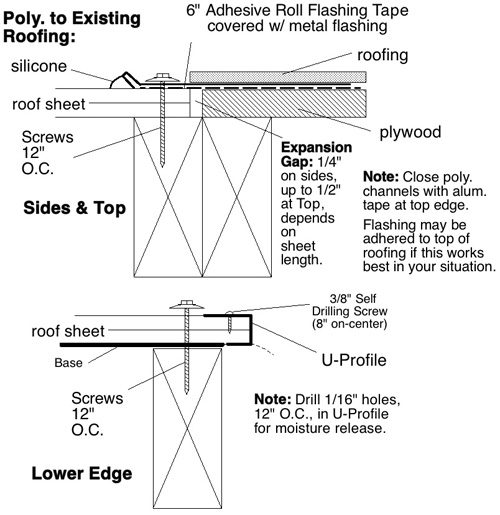 Poly. to Existing
Roofing:
6" Adhesive Roll Flashing Tape
covered w/ metal flashing
roofing
silicone
roof sheet
plywood
Screws
12"
O.C.
Expansion
Gap: 1/4"
on sides,
up to 1/2"
at Top,
depends
on
sheet
length.
Note: Close poly.
channels with alum.
tape at top edge.
Flashing may be
adhered to top of
roofing if this works
best in your situation.
Sides & Top
3/8" Self
Drilling Screw
(8" on-center)
roof sheet
Base
U-Profile
Screws
12"
O.C.
Note: Drill 1/16" holes,
12" O.C., in U-Profile
for moisture release.
Lower Edge